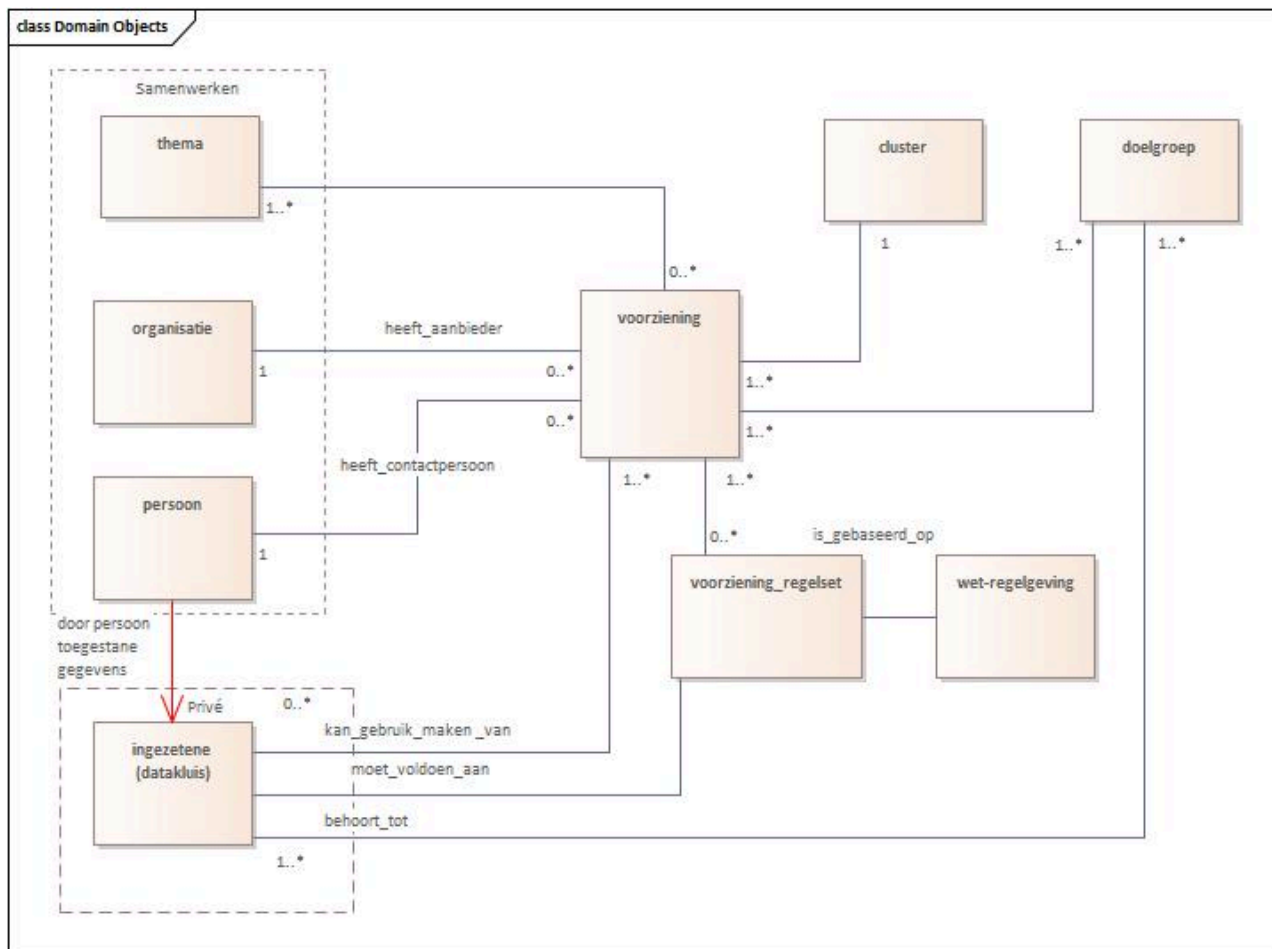 class Domain Objects
Samenwerken
thema
cluster
doelgroep
1..*
1
1..*
1..*
0..*
organisatie
heeft_aanbieder
voorziening
1
0..*
1..*
0..*
1..*
heeft_contactpersoon
persoon
1..*
1..*
1
0..*
is_gebaseerd_op
voorziening_regelset
wet-regelgeving
door persoon
toegestane
gegevens
Privé
0..*
ingezetene
(datakluis)
kan_gebruik_maken _van
moet_voldoen_aan
behoort_tot
1..*